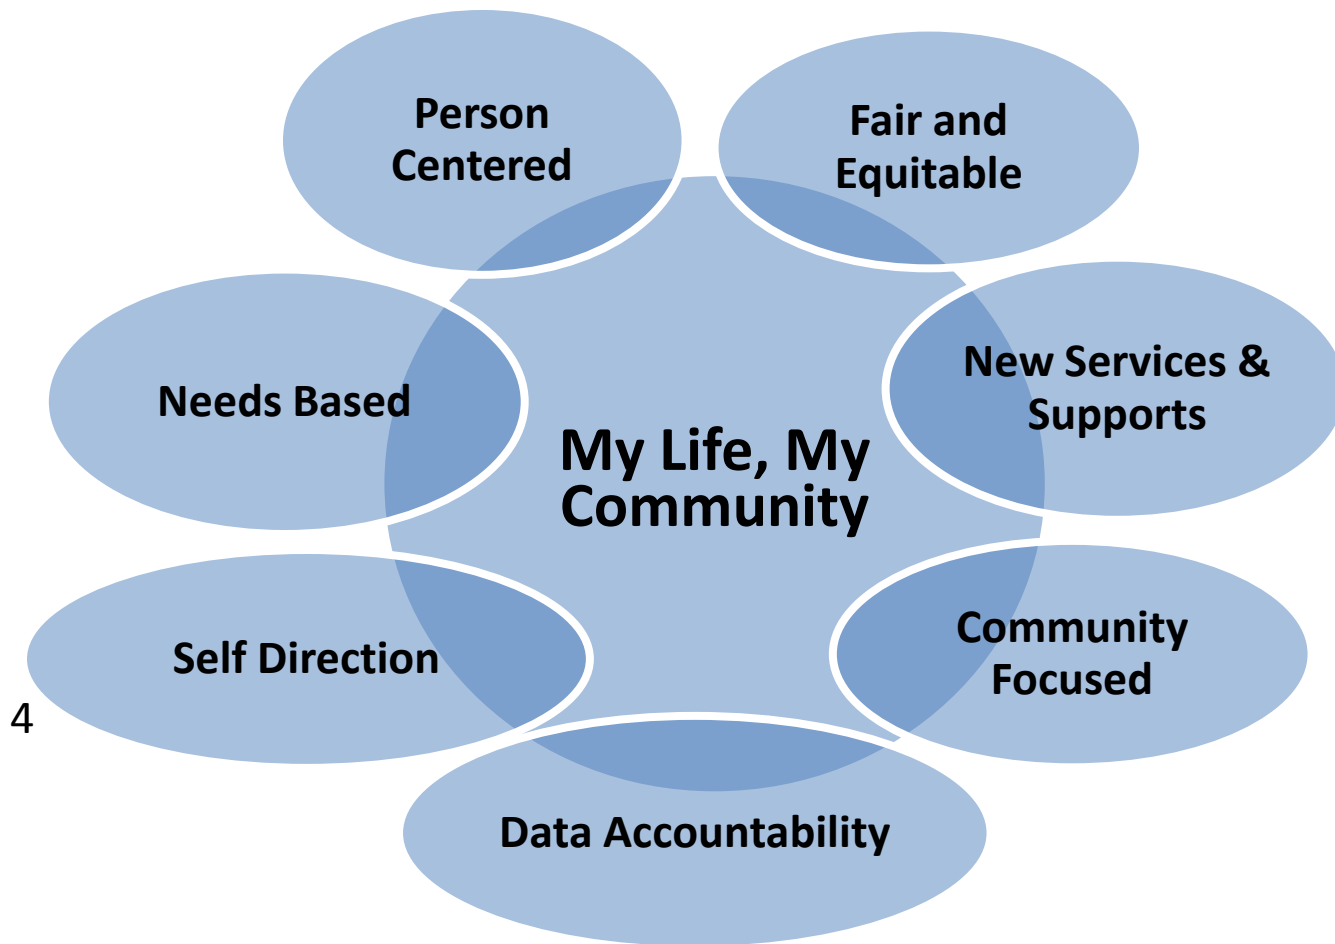 Person
Centered
Fair and
Equitable
New Services &
Supports
Needs Based
My Life, My
Community
Community
Focused
Self Direction
4
Data Accountability